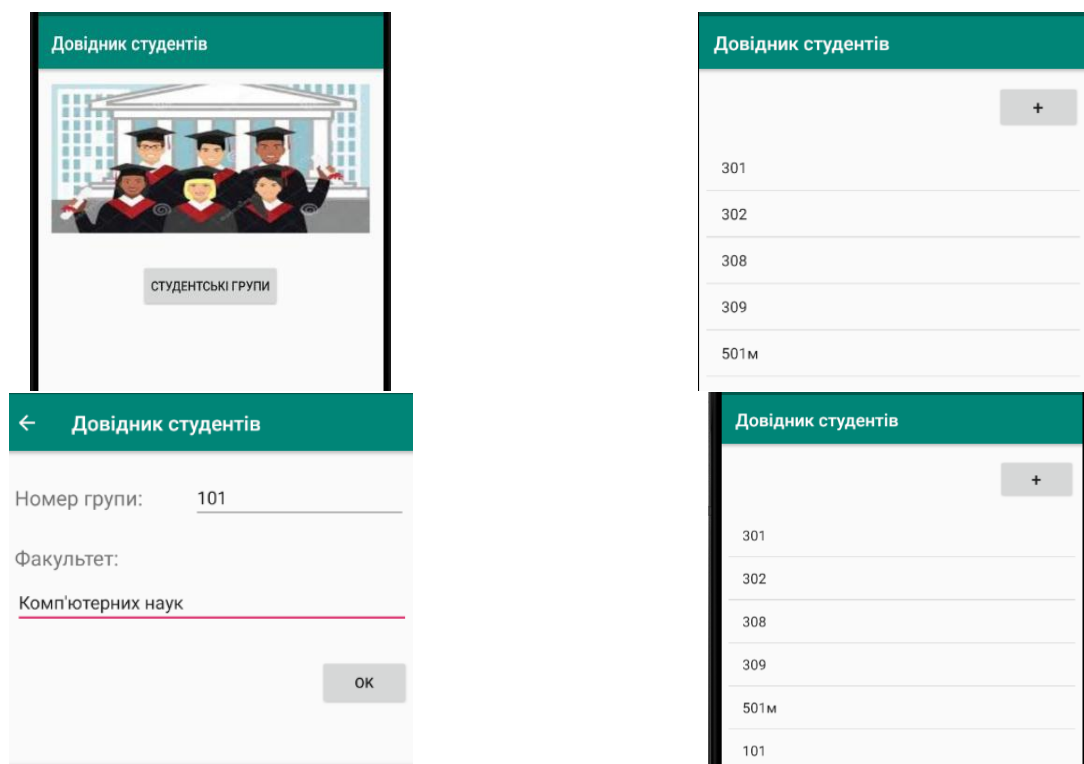 Довідник студентів
СТУДЕНТСЬКІ ГРУПИ
Довідник студентів
+
301
302
308
309
501м
Довідник студентів
Номер групи: 101
Факультет:
Комп'ютерних наук
OK
Довідник студентів
+
301
302
308
309
501м
101